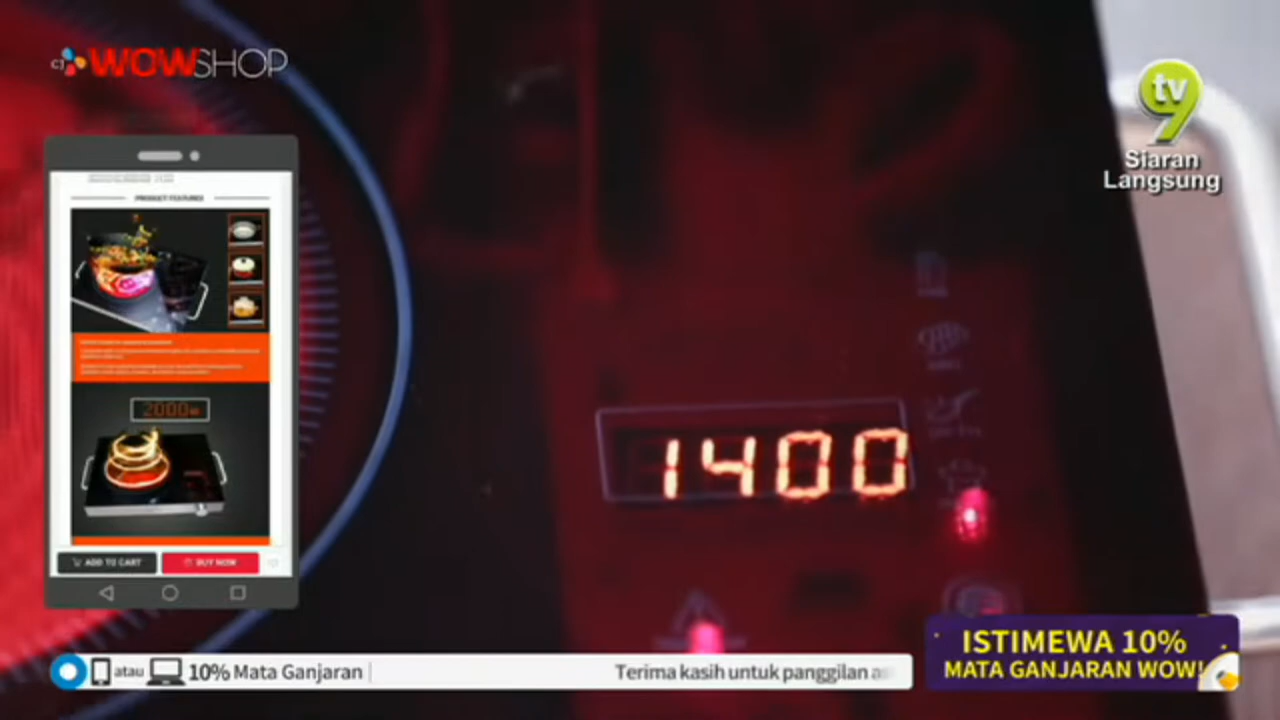 CJ WOWSHOP
tv9
Siaran
Langsung
PRODUCT FEATURES
2000w
ADD TO CART
BUY NOW
1400
atau 10% Mata Ganjaran
Terima kasih untuk panggilan
ISTIMEWA 10%
MATA GANJARAN WOW!